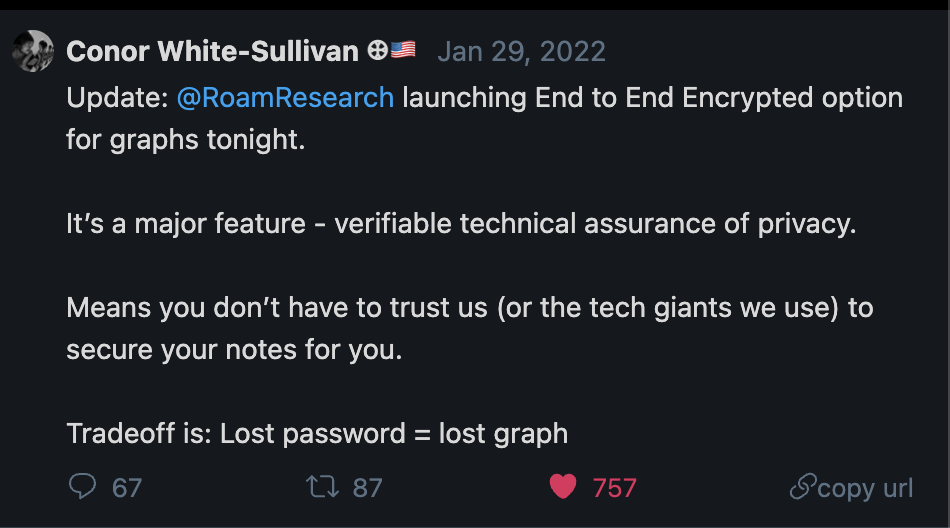 Conor White-Sullivan 𐀏🇺🇸 Jan 29, 2022
Update: @RoamResearch launching End to End Encrypted option
for graphs tonight.
It’s a major feature - verifiable technical assurance of privacy.
Means you don’t have to trust us (or the tech giants we use) to
secure your notes for you.
Tradeoff is: Lost password = lost graph
67 87 757 copy url